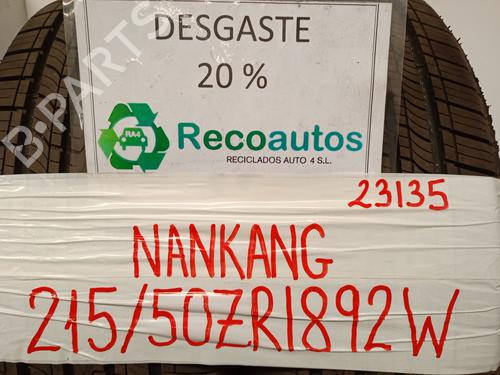 DESGASTE
20 %
B-PARTS
RA4
Recoautos
RECICLADOS AUTO 4 S.L.
23135
NANKANG
215/50ZR1892W